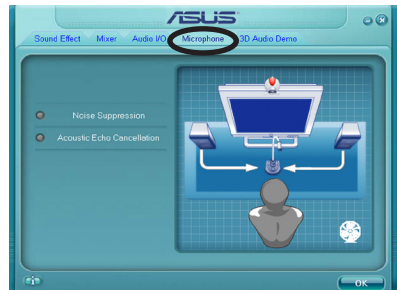 ASUS
Sound Effect Mixer Audio I/O Microphone 3D Audio Demo
Noise Suppression
Acoustic Echo Cancellation
OK